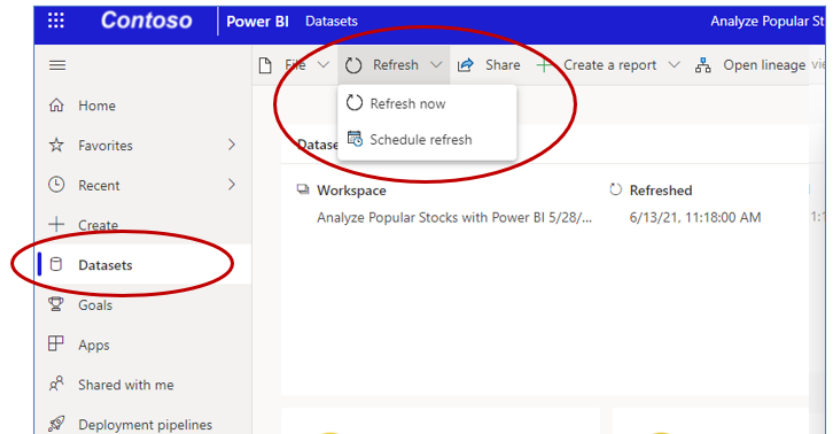 Contoso Power BI Datasets Analyze Popular St
File Refresh Share Create a report Open lineage
Refresh now
Schedule refresh
Home
Favorites
Recent
Create
Datasets
Goals
Apps
Shared with me
Deployment pipelines
Datase
Workspace Refreshed
Analyze Popular Stocks with Power BI 5/28/... 6/13/21, 11:18:00 AM